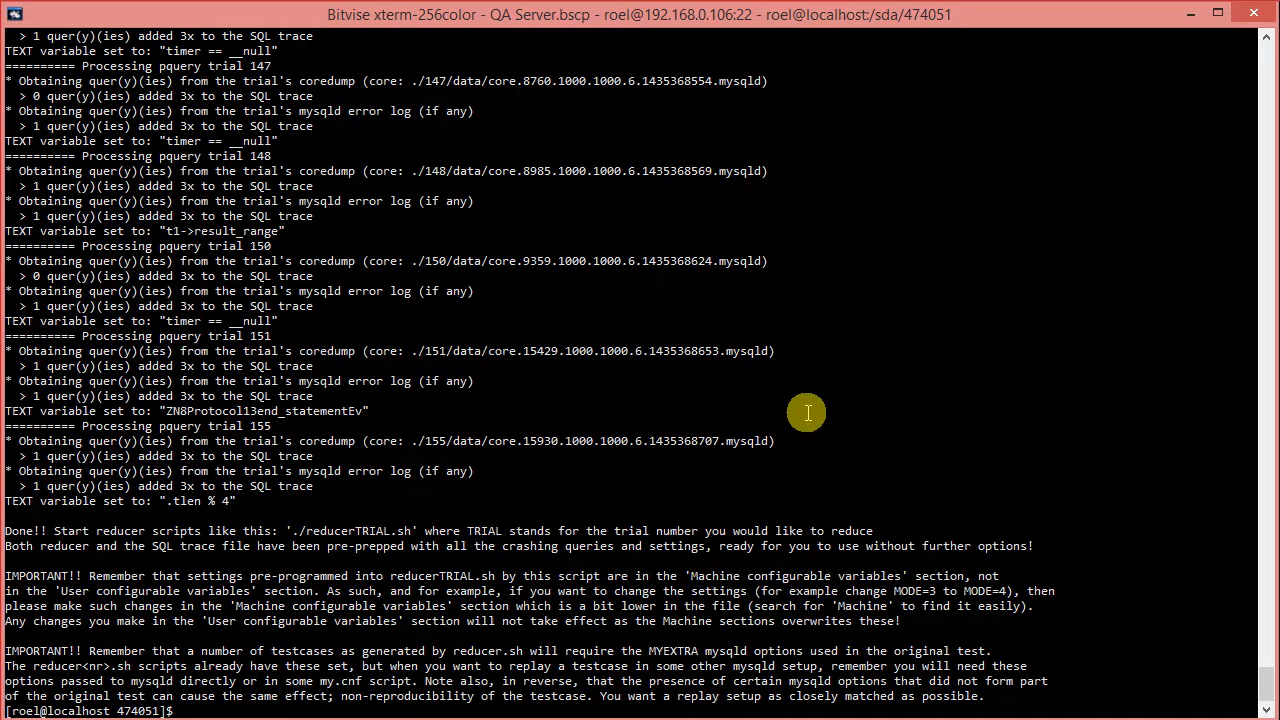 Bitvise xterm-256color - QA Server.bscp - roel@192.168.0.106:22 - roel@localhost:/sda/474051
  > 1 quer(y)(ies) added 3x to the SQL trace
TEXT variable set to: "timer == __null"
========== Processing pquery trial 147
* Obtaining quer(y)(ies) from the trial's coredump (core: ./147/data/core.8760.1000.1000.6.1435368554.mysqld)
  > 0 quer(y)(ies) added 3x to the SQL trace
* Obtaining quer(y)(ies) from the trial's mysqld error log (if any)
  > 1 quer(y)(ies) added 3x to the SQL trace
TEXT variable set to: "timer == __null"
========== Processing pquery trial 148
* Obtaining quer(y)(ies) from the trial's coredump (core: ./148/data/core.8985.1000.1000.6.1435368569.mysqld)
  > 1 quer(y)(ies) added 3x to the SQL trace
* Obtaining quer(y)(ies) from the trial's mysqld error log (if any)
  > 1 quer(y)(ies) added 3x to the SQL trace
TEXT variable set to: "t1->result_range"
========== Processing pquery trial 150
* Obtaining quer(y)(ies) from the trial's coredump (core: ./150/data/core.9359.1000.1000.6.1435368624.mysqld)
  > 0 quer(y)(ies) added 3x to the SQL trace
* Obtaining quer(y)(ies) from the trial's mysqld error log (if any)
  > 1 quer(y)(ies) added 3x to the SQL trace
TEXT variable set to: "timer == __null"
========== Processing pquery trial 151
* Obtaining quer(y)(ies) from the trial's coredump (core: ./151/data/core.15429.1000.1000.6.1435368653.mysqld)
  > 1 quer(y)(ies) added 3x to the SQL trace
* Obtaining quer(y)(ies) from the trial's mysqld error log (if any)
  > 1 quer(y)(ies) added 3x to the SQL trace
TEXT variable set to: "ZN8Protocol13end_statementEv"
========== Processing pquery trial 155
* Obtaining quer(y)(ies) from the trial's coredump (core: ./155/data/core.15930.1000.1000.6.1435368707.mysqld)
  > 1 quer(y)(ies) added 3x to the SQL trace
* Obtaining quer(y)(ies) from the trial's mysqld error log (if any)
  > 1 quer(y)(ies) added 3x to the SQL trace
TEXT variable set to: ".tlen % 4"
Done!! Start reducer scripts like this: './reducerTRIAL.sh' where TRIAL stands for the trial number you would like to reduce
Both reducer and the SQL trace file have been pre-prepped with all the crashing queries and settings, ready for you to use without further options!
IMPORTANT!! Remember that settings pre-programmed into reducerTRIAL.sh by this script are in the 'Machine configurable variables' section, not
in the 'User configurable variables' section. As such, and for example, if you want to change the settings (for example change MODE=3 to MODE=4), then
please make such changes in the 'Machine configurable variables' section which is a bit lower in the file (search for 'Machine' to find it easily).
Any changes you make in the 'User configurable variables' section will not take effect as the Machine sections overwrites these!
IMPORTANT!! Remember that a number of testcases as generated by reducer.sh will require the MYEXTRA mysqld options used in the original test.
The reducer<nr>.sh scripts already have these set, but when you want to replay a testcase in some other mysqld setup, remember you will need these
options passed to mysqld directly or in some my.cnf script. Note also, in reverse, that the presence of certain mysqld options that did not form part
of the original test can cause the same effect; non-reproducibility of the testcase. You want a replay setup as closely matched as possible.
[roel@localhost 474051]$